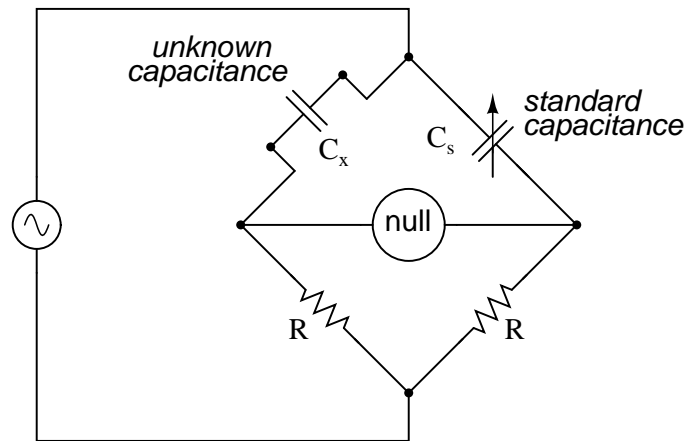 unknown
capacitance
standard
capacitance
Cx
Cs
null
R
R